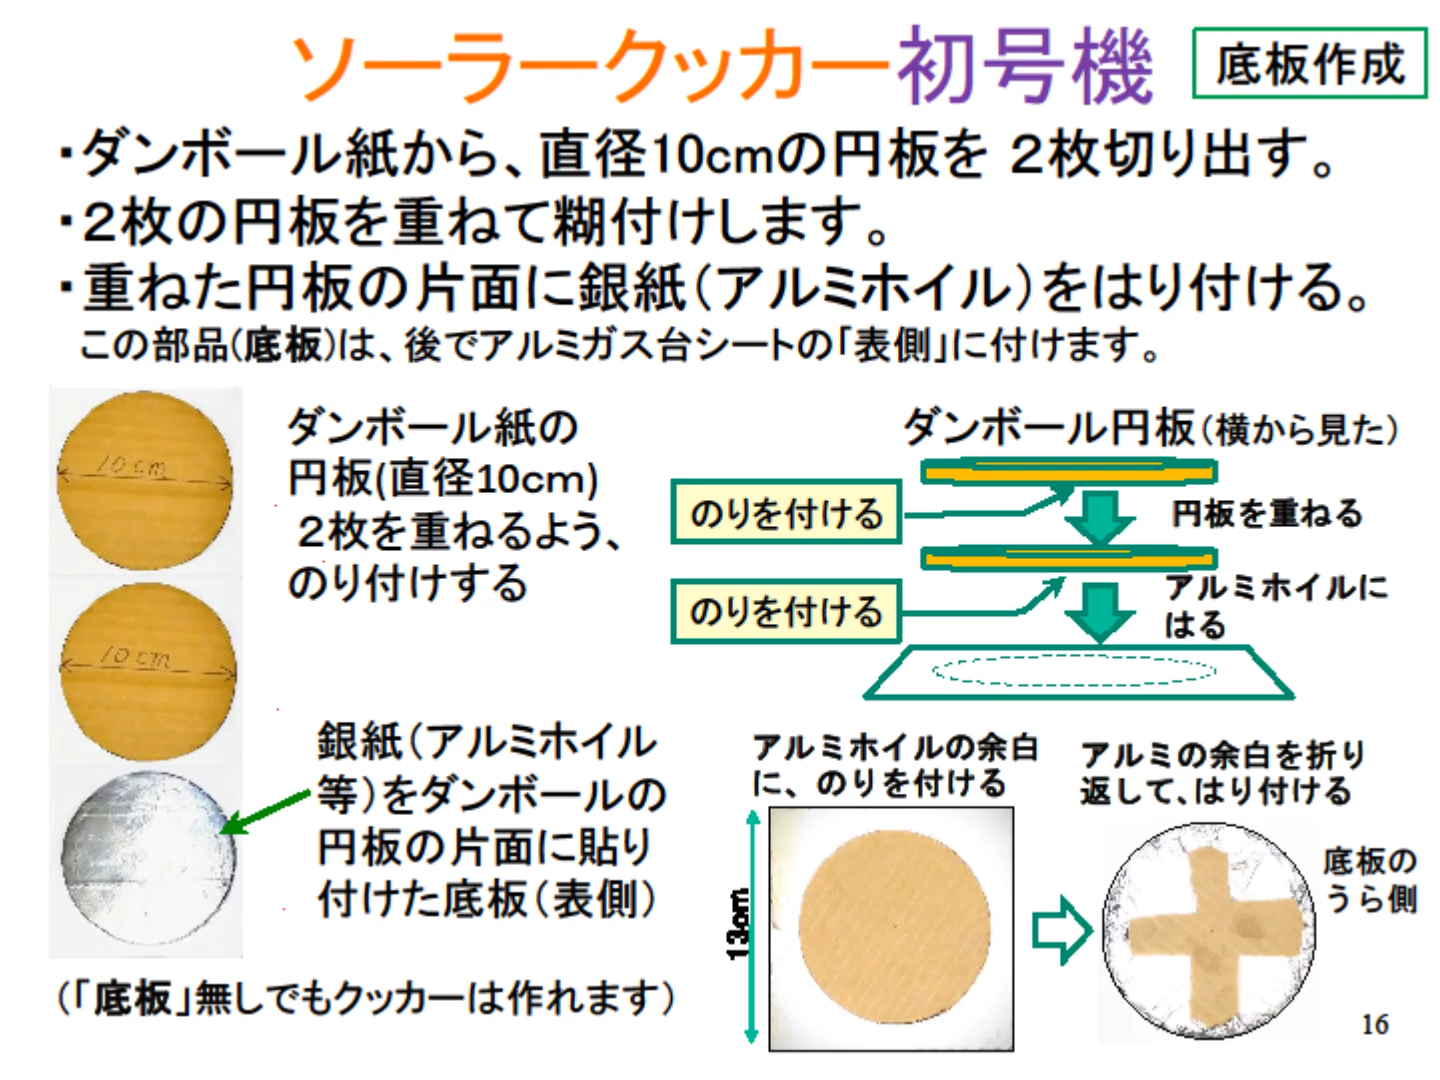 ソーラークッカー初号機
底板作成
・ダンボール紙から、直径10cmの円板を 2枚切り出す。
・2枚の円板を重ねて糊付けします。
・重ねた円板の片面に銀紙(アルミホイル)をはり付ける。
この部品(底板)は、後でアルミガス台シートの「表側」に付けます。
10cm
10cm
ダンボール紙の
円板(直径10cm)
2枚を重ねるよう、
のり付けする
ダンボール円板(横から見た)
のりを付ける
円板を重ねる
のりを付ける
アルミホイルに
はる
銀紙(アルミホイル
等)をダンボールの
円板の片面に貼り
付けた底板(表側)
(「底板」無しでもクッカーは作れます)
アルミホイルの余白
に、のりを付ける
13cm
アルミの余白を折り
返して、はり付ける
底板の
うら側
16